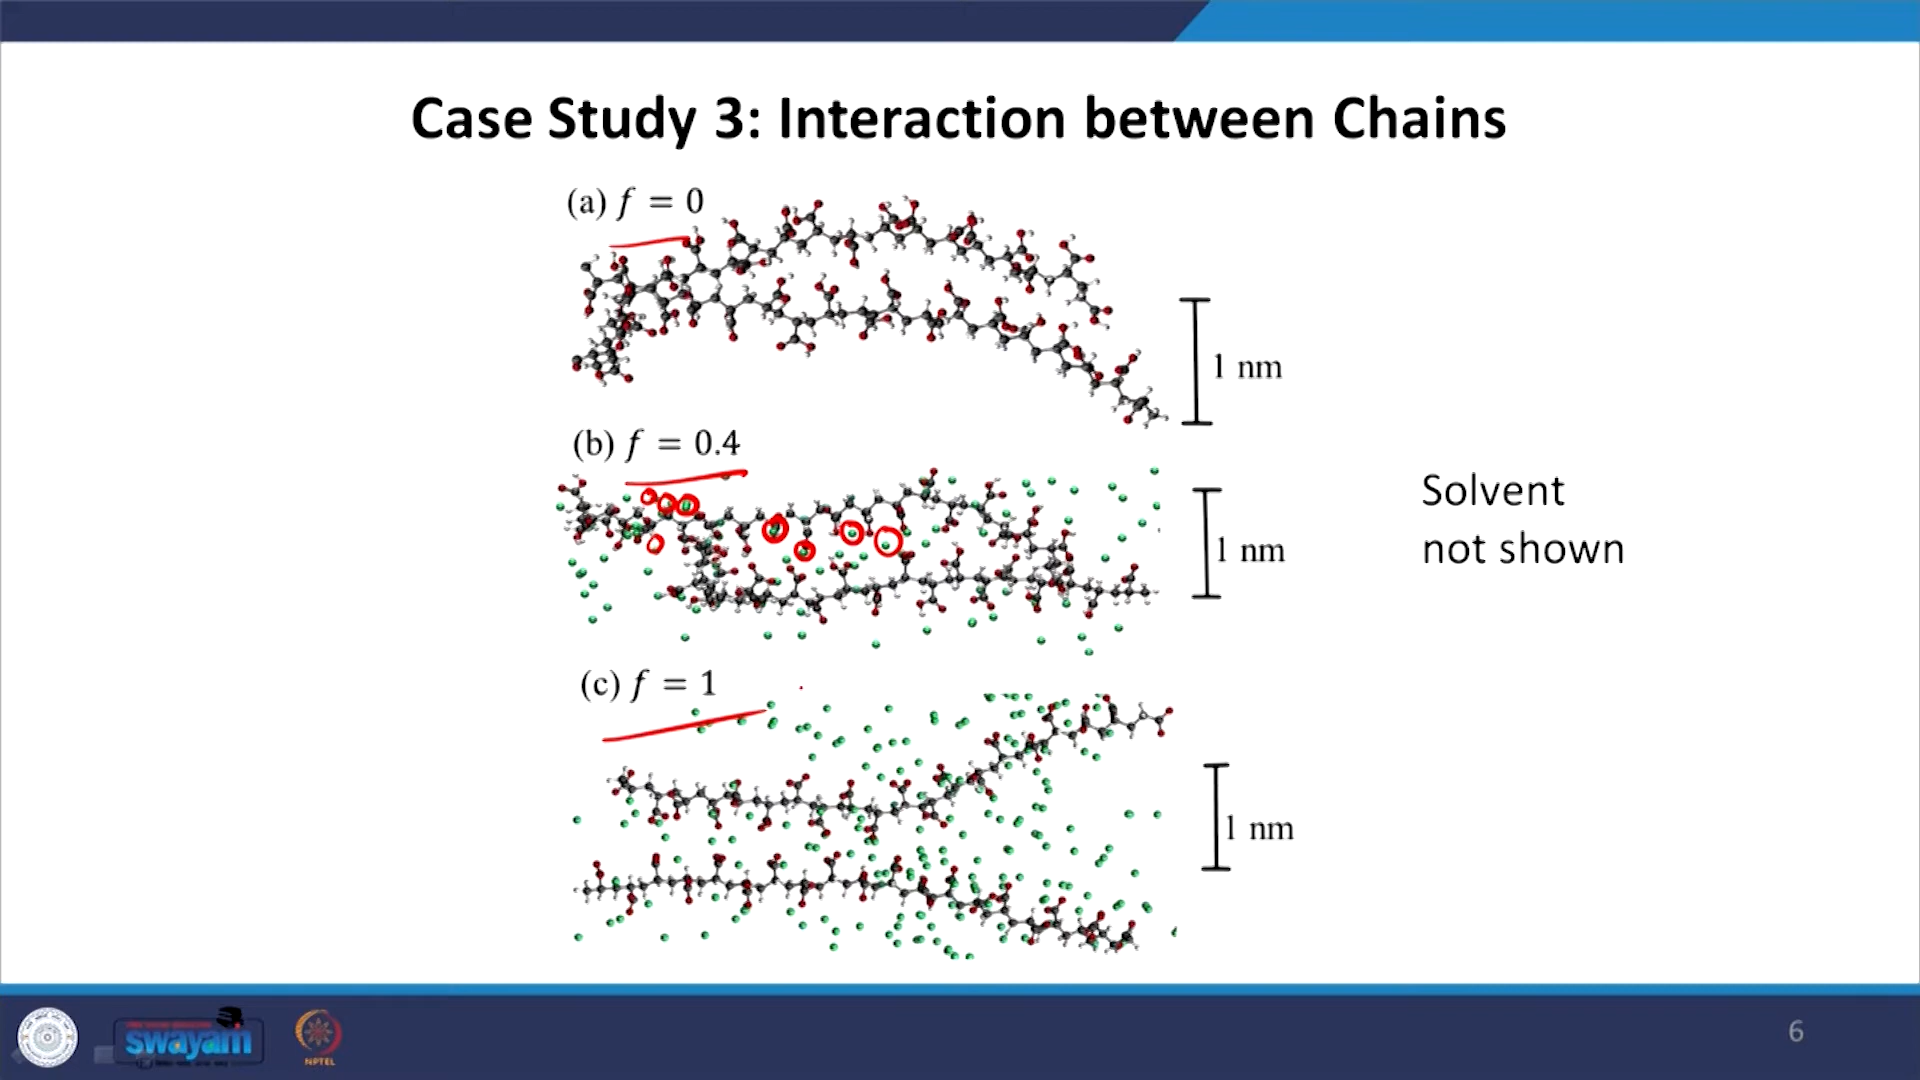 Case Study 3: Interaction between Chains
(a) f = 0
1 nm
(b) f = 0.4
1 nm
Solvent
not shown
(c) f = 1
1 nm
swayam
NPTEL
6